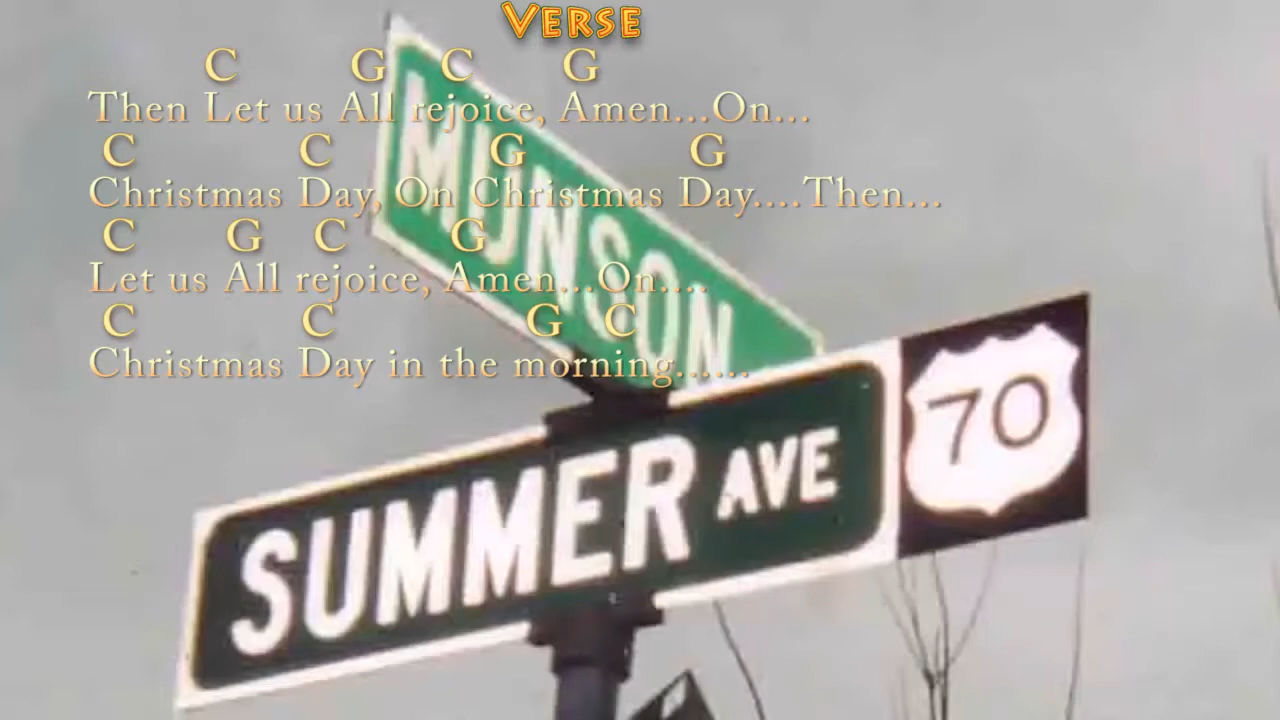 VERSE
C G C G
Then Let us All rejoice, Amen...On...
C C G G
Christmas Day, On Christmas Day....Then...
C G C G
Let us All rejoice, Amen...On....
C C G C
Christmas Day in the morning......
MUNSON
SUMMER AVE
70